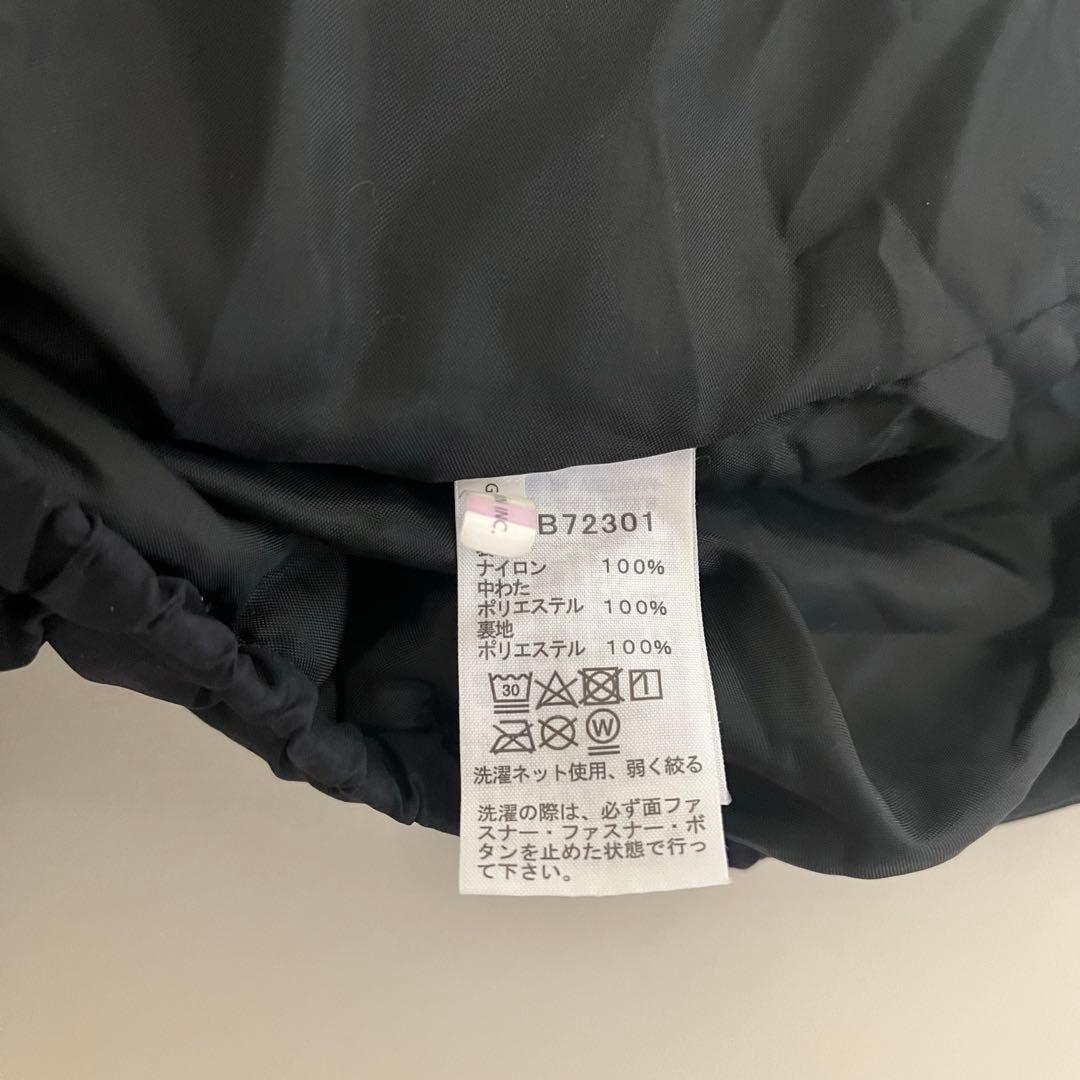 B72301
INC.
ナイロン 100%
中わた
ポリエステル 100%
裏地
ポリエステル 100%
30
W
洗濯ネット使用、弱く絞る
洗濯の際は、必ず面ファ
スナー・ファスナー・ボ
タンを止めた状態で行っ
て下さい。